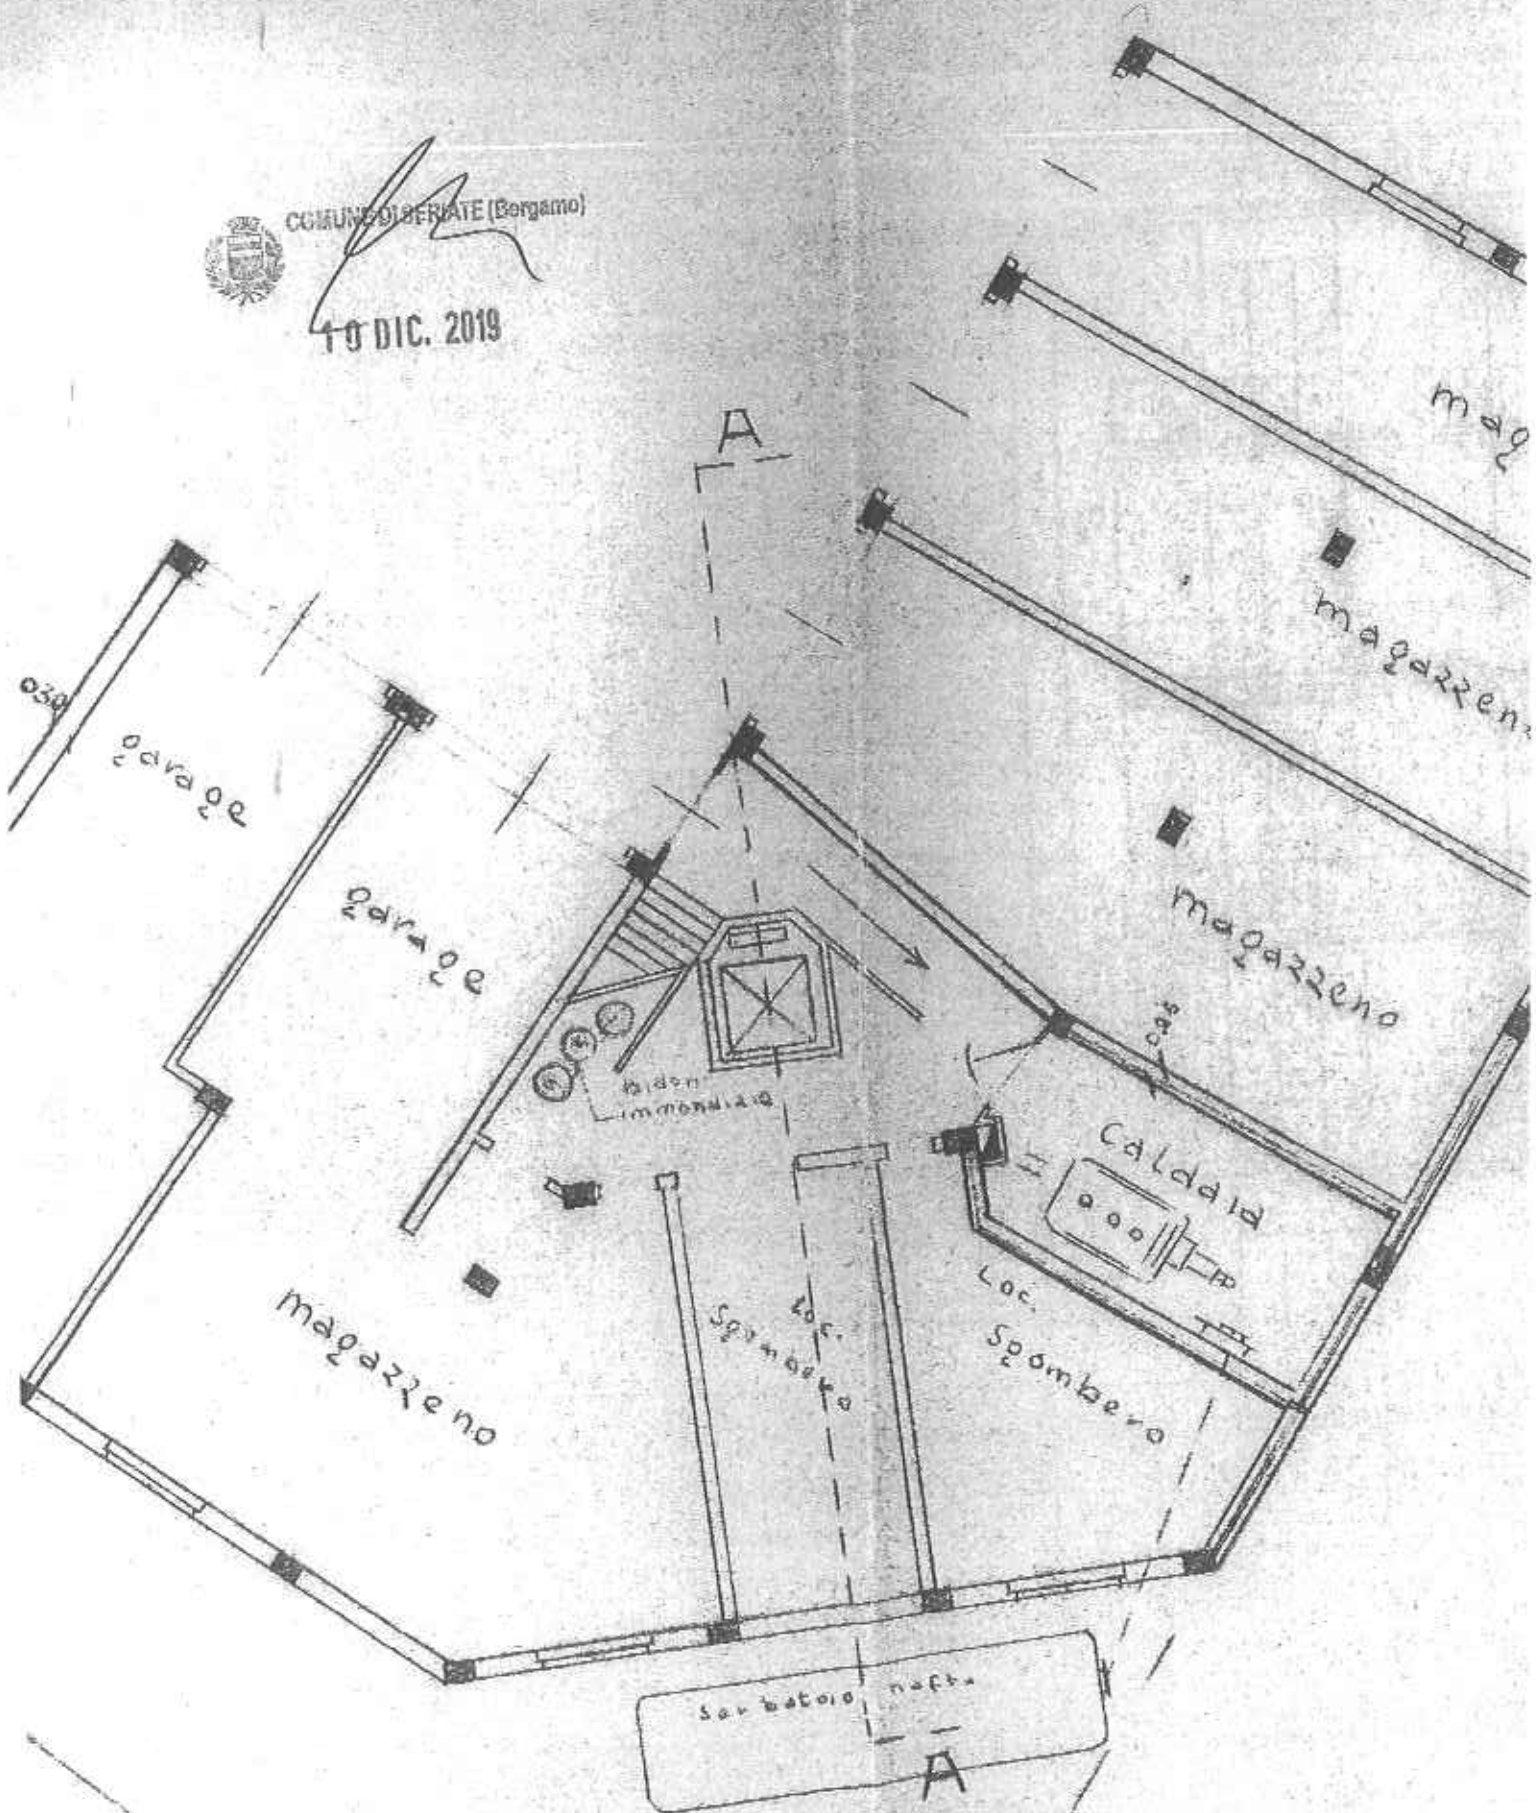 COMUNE DI SERIATE (Bergamo)
10 DIC. 2019
A
mag
magazzeno
030
garage
garage
magazzeno
Bidoni
immondizia
Caldaia
Loc.
Sgombero
Loc.
Sgombero
magazzeno
Serbatoio nafta
A